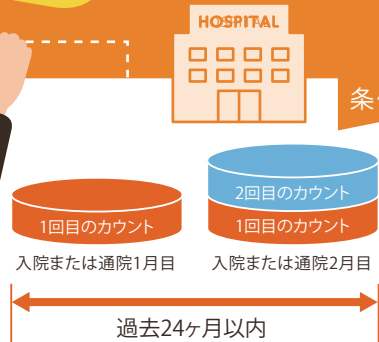 HOSPITAL
条
2回目のカウント
1回目のカウント
1回目のカウント
入院または通院1月目
入院または通院2月目
過去24ヶ月以内